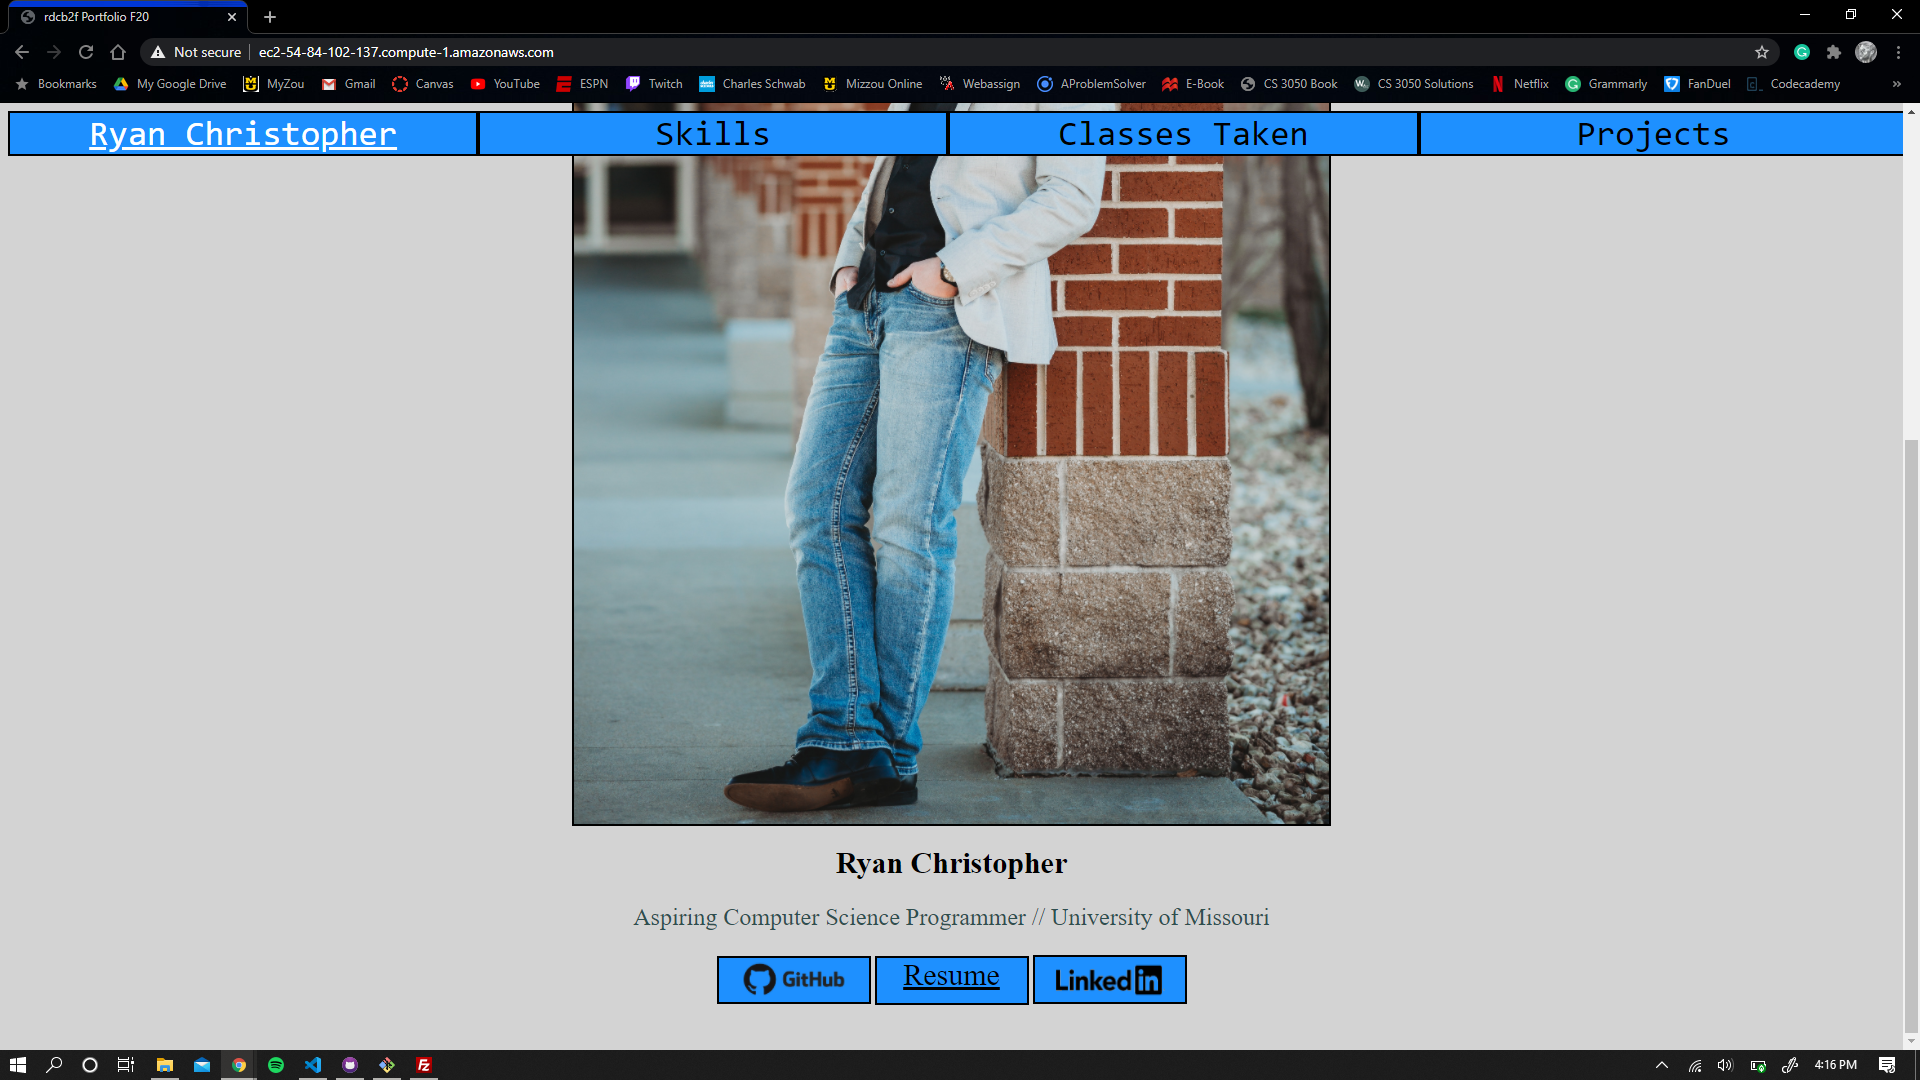 rdcb2f Portfolio F20
Not secure
ec2-54-84-102-137.compute-1.amazonaws.com
Bookmarks
My Google Drive
MyZou
Gmail
Canvas
YouTube
ESPN
Twitch
Charles Schwab
Mizzou Online
Webassign
AProblemSolver
E-Book
CS 3050 Book
CS 3050 Solutions
Netflix
Grammarly
FanDuel
Codecademy
»
Ryan Christopher
Skills
Classes Taken
Projects
Ryan Christopher
Aspiring Computer Science Programmer // University of Missouri
GitHub
Resume
Linked in
4:16 PM